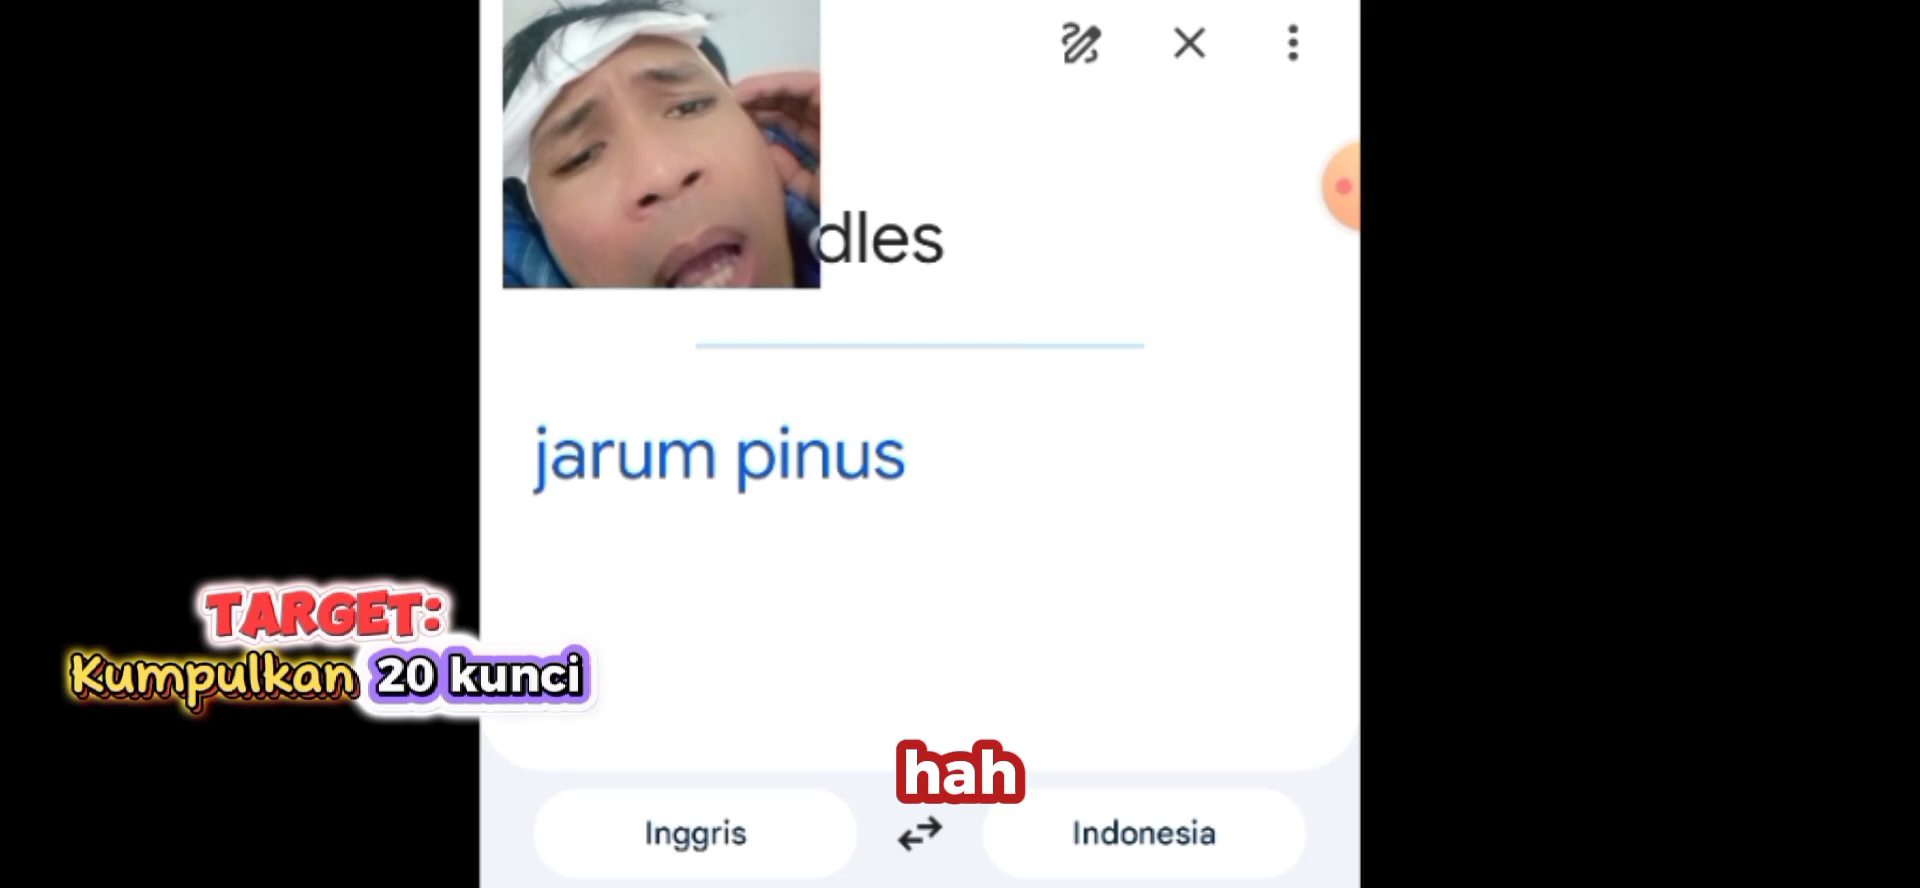 dles
jarum pinus
TARGET:
Kumpulkan 20 kunci
hah
Inggris
Indonesia